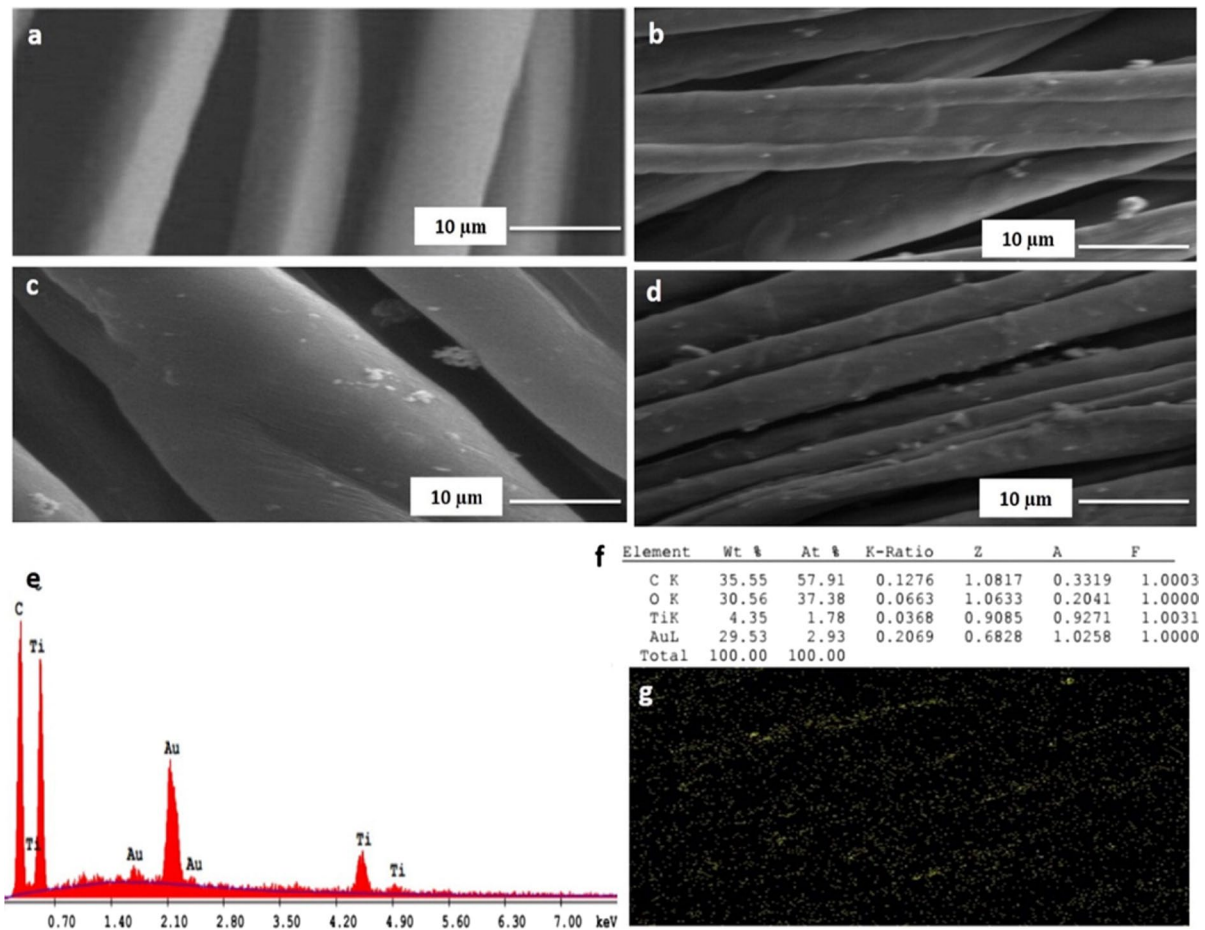 a
b
10 µm
10 µm
c
d
10 µm
10 µm
e
f
Element Wt % At % K-Ratio Z A F
C K 35.55 57.91 0.1276 1.0817 0.3319 1.0003
O K 30.56 37.38 0.0663 1.0633 0.2041 1.0000
TiK 4.35 1.78 0.0368 0.9085 0.9271 1.0031
AuL 29.53 2.93 0.2069 0.6828 1.0258 1.0000
Total 100.00 100.00
C
Ti
Ti
Au
Au
Au
Ti
Ti
0.70 1.40 2.10 2.80 3.50 4.20 4.90 5.60 6.30 7.00 keV
g